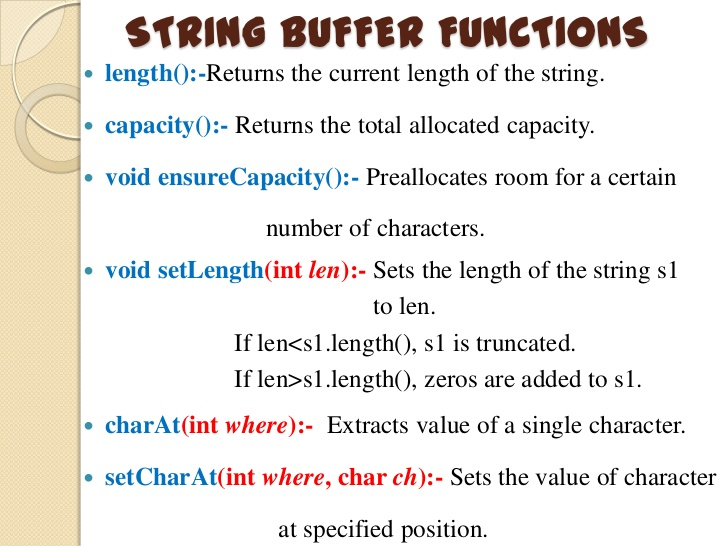 STRING BUFFER FUNCTIONS
length():-Returns the current length of the string.
capacity():- Returns the total allocated capacity.
void ensureCapacity():- Preallocates room for a certain
number of characters.
void setLength(int len):- Sets the length of the string s1
to len.
If len<s1.length(), s1 is truncated.
If len>s1.length(), zeros are added to s1.
charAt(int where):- Extracts value of a single character.
setCharAt(int where, char ch):- Sets the value of character
at specified position.